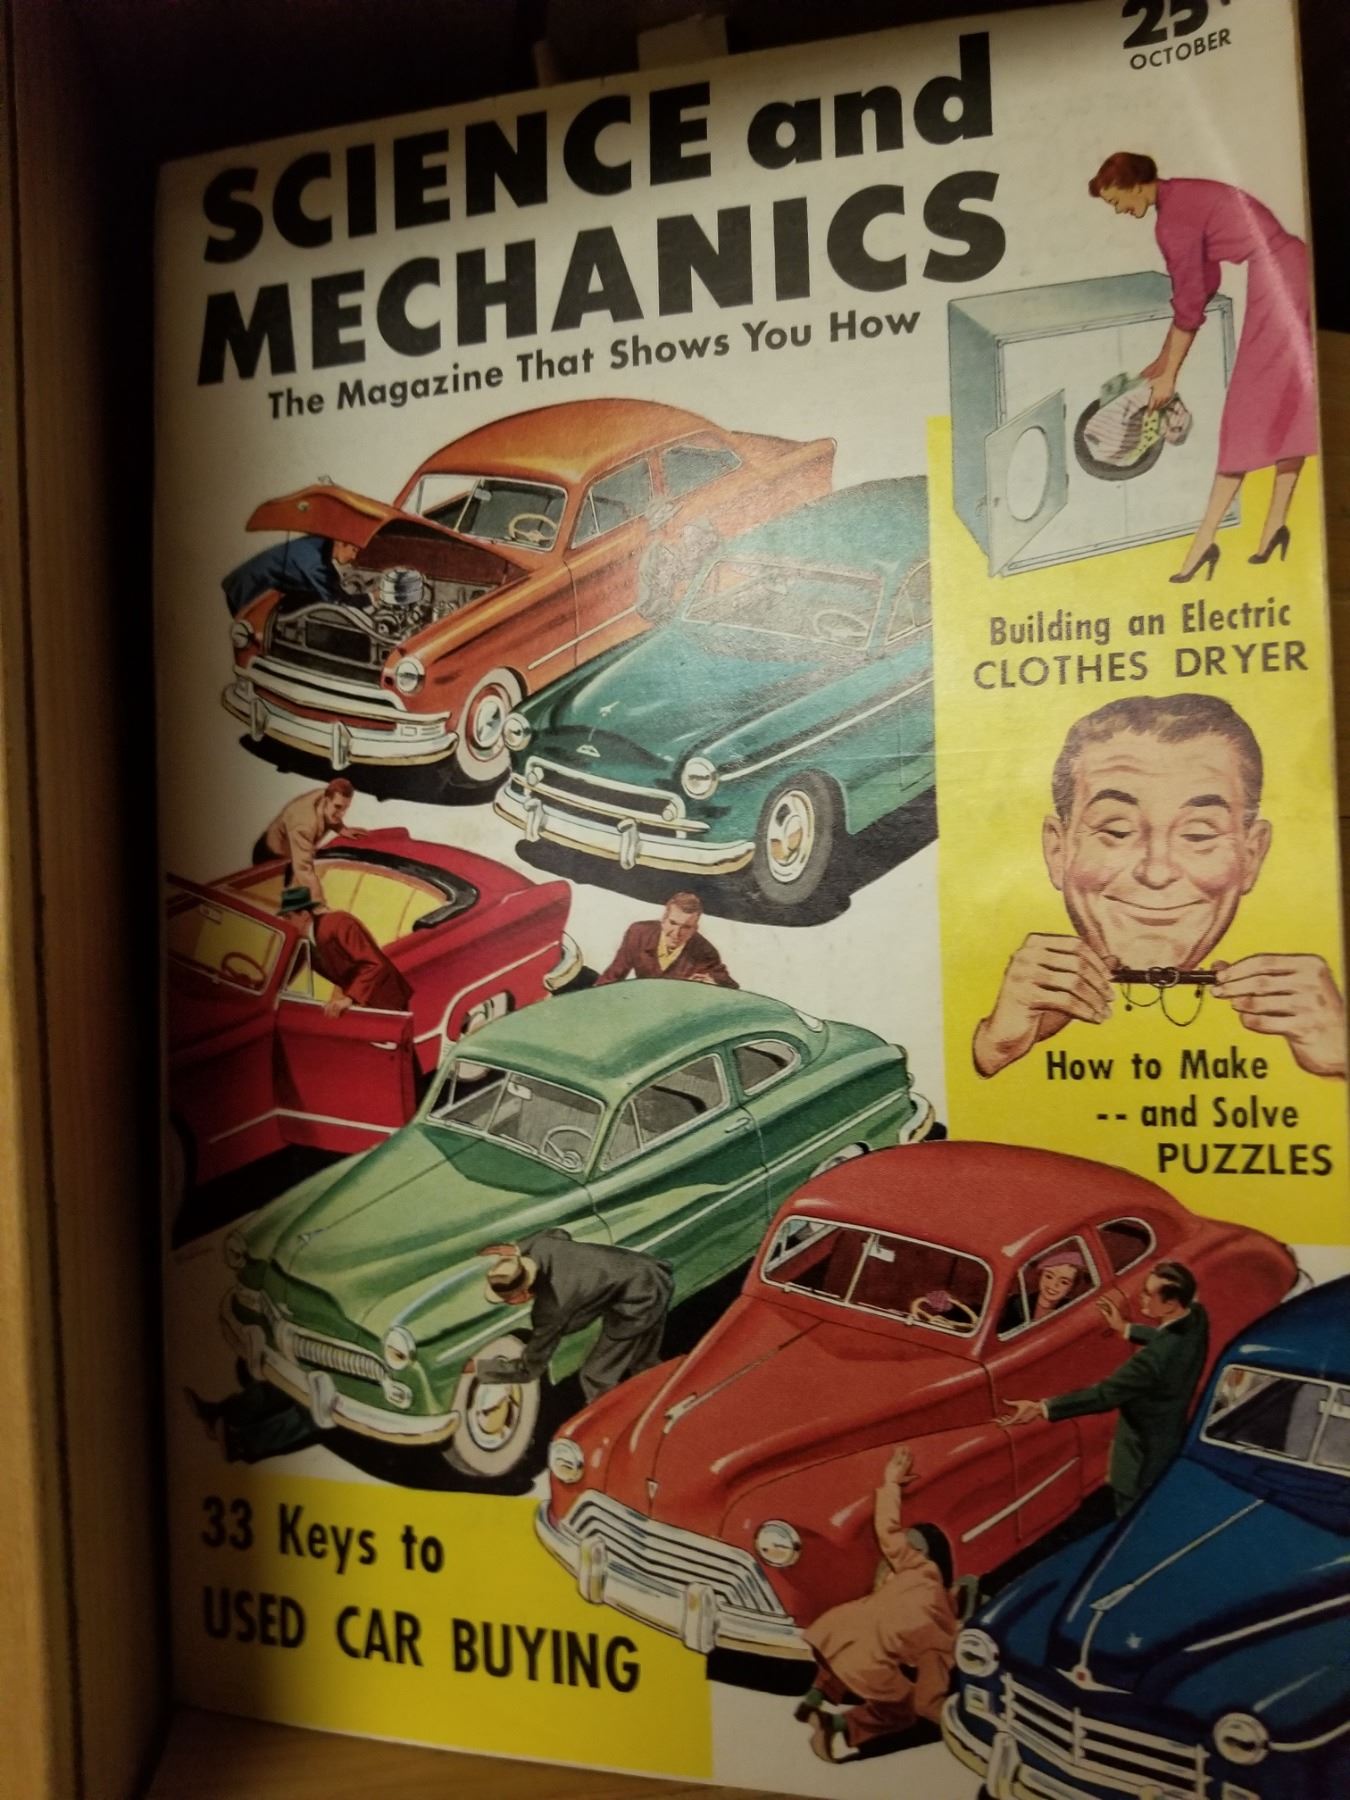 25¢
OCTOBER
SCIENCE and
MECHANICS
The Magazine That Shows You How
Building an Electric
CLOTHES DRYER
How to Make
-- and Solve
PUZZLES
33 Keys to
USED CAR BUYING